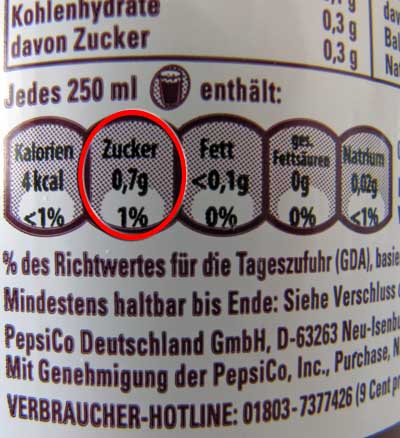 Kohlenhydrate
0,3 g
davon Zucker
0,3 g
Jedes 250 ml enthält:
Kalorien Zucker Fett ges. Fettsäuren Natrium
4 kcal 0,7g <0,1g 0g 0,02g
<1% 1% 0% 0% <1%
% des Richtwertes für die Tageszufuhr (GDA), basie
Mindestens haltbar bis Ende: Siehe Verschluss
PepsiCo Deutschland GmbH, D-63263 Neu-Isenbu
Mit Genehmigung der PepsiCo, Inc., Purchase, N
VERBRAUCHER-HOTLINE: 01803-7377426 (9 Cent p